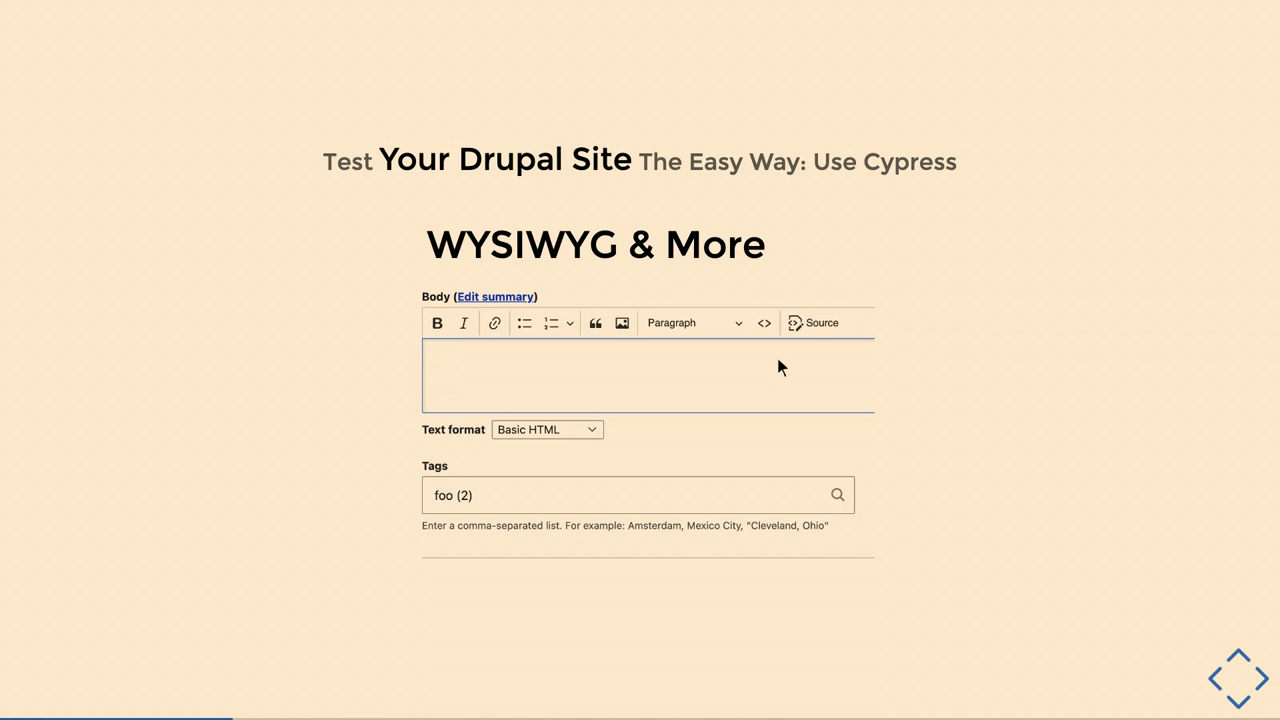 Test Your Drupal Site The Easy Way: Use Cypress
WYSIWYG & More
Body (Edit summary)
B I Paragraph <> Source
Text format Basic HTML
Tags
foo (2)
Enter a comma-separated list. For example: Amsterdam, Mexico City, "Cleveland, Ohio"